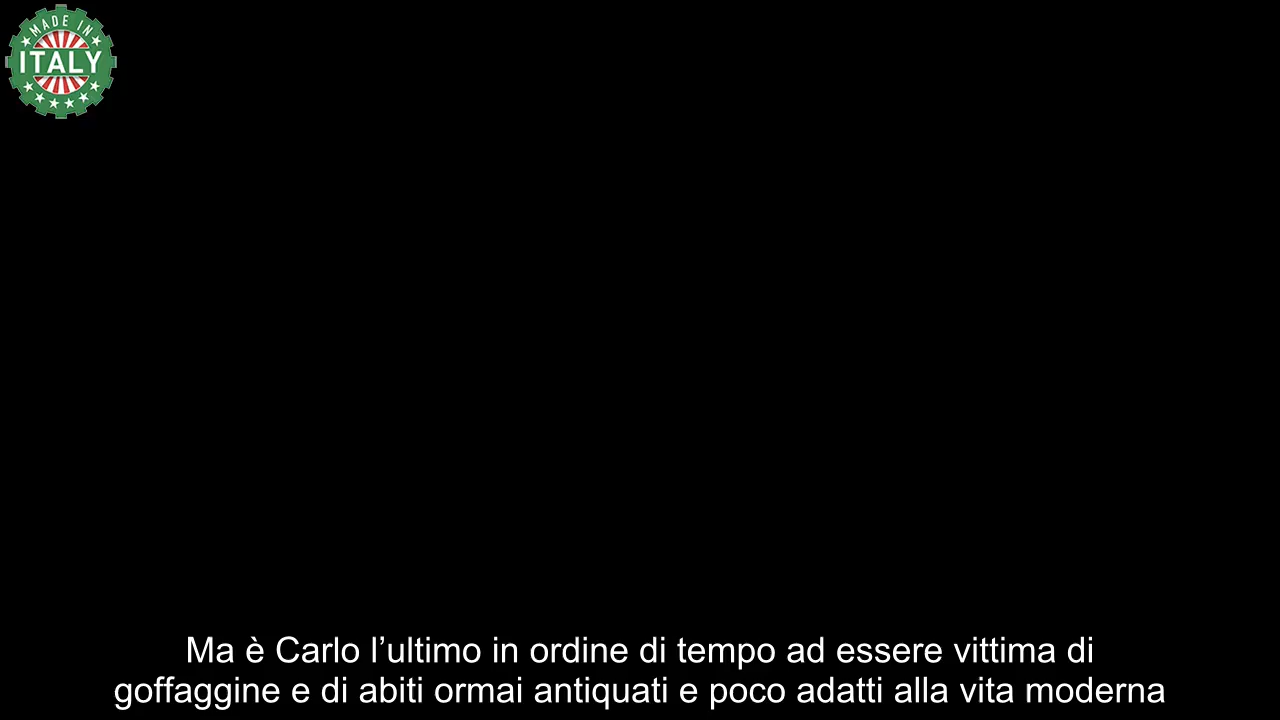 MADE IN
ITALY
Ma è Carlo l’ultimo in ordine di tempo ad essere vittima di
goffaggine e di abiti ormai antiquati e poco adatti alla vita moderna